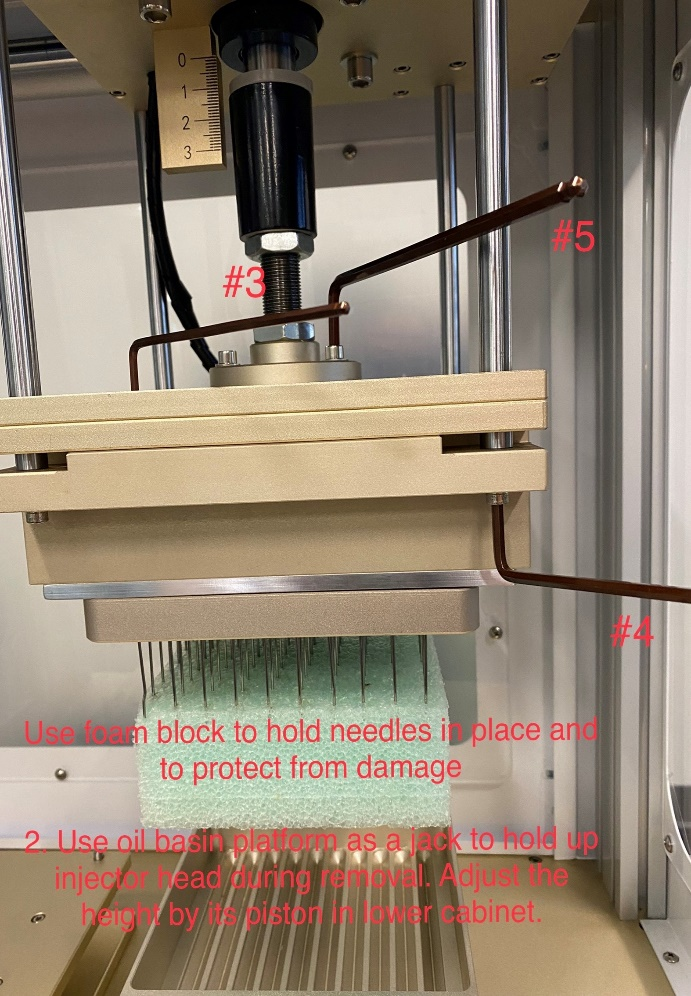 0
1
2
3
#5
#3
#4
Use foam block to hold needles in place and
to protect from damage
2. Use oil basin platform as a jack to hold up
injector head during removal. Adjust the
height by its piston in lower cabinet.